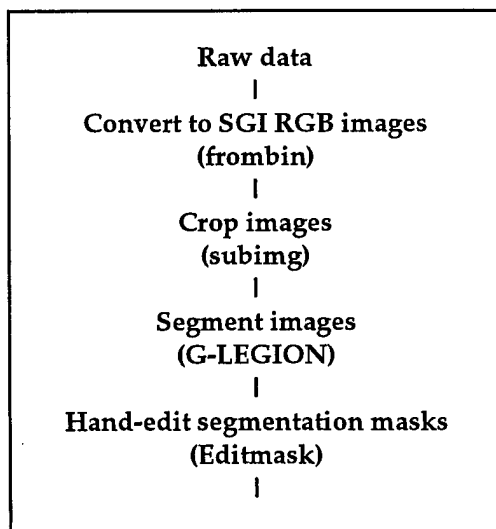 Raw data
|
Convert to SGI RGB images
(frombin)
|
Crop images
(subimg)
|
Segment images
(G-LEGION)
|
Hand-edit segmentation masks
(Editmask)
|